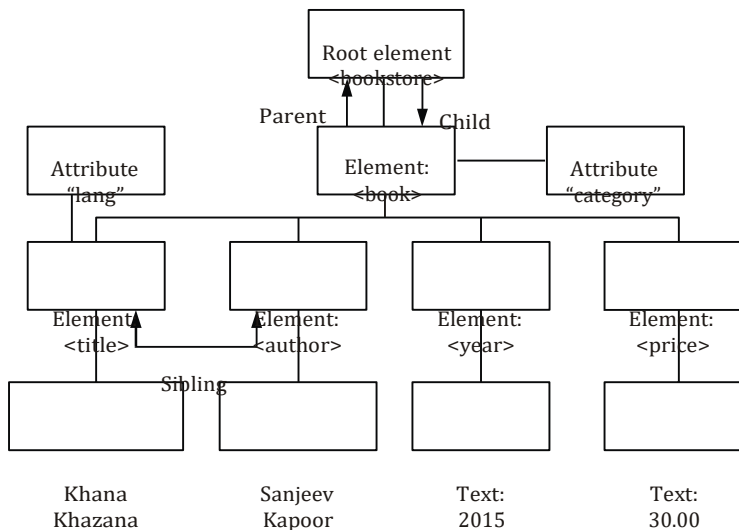 Root element
<bookstore>
Parent
Child
Attribute
“lang”
Element:
<book>
Attribute
“category”
Element:
<title>
Element:
<author>
Element:
<year>
Element:
<price>
Sibling
Khana
Khazana
Sanjeev
Kapoor
Text:
2015
Text:
30.00